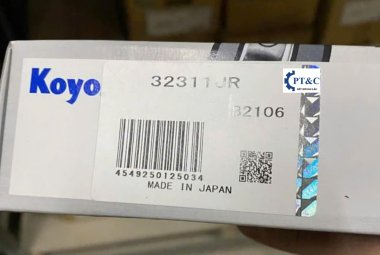 Koyo
32311JR
PT&C
32106
4549250125034
MADE IN JAPAN